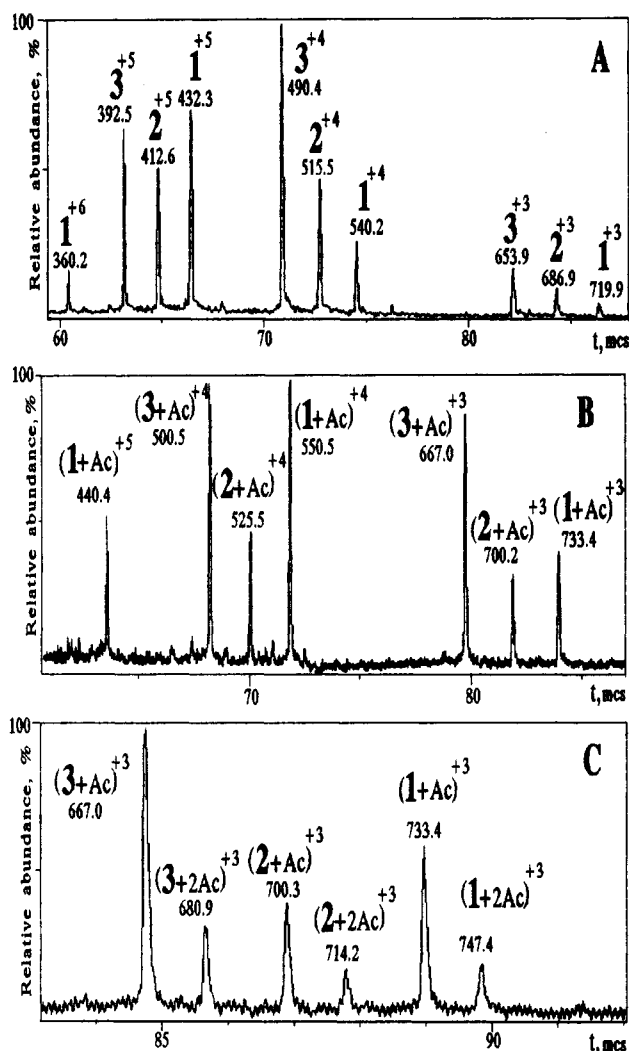 Relative abundance, %
100
A
1+6
360.2
3+5
392.5
2+5
412.6
1+5
432.3
3+4
490.4
2+4
515.5
1+4
540.2
3+3
653.9
2+3
686.9
1+3
719.9
60
70
80
t, mcs
Relative abundance, %
100
B
(1+Ac)+5
440.4
(3+Ac)+4
500.5
(2+Ac)+4
525.5
(1+Ac)+4
550.5
(3+Ac)+3
667.0
(2+Ac)+3
700.2
(1+Ac)+3
733.4
70
80
t, mcs
Relative abundance, %
100
C
(3+Ac)+3
667.0
(3+2Ac)+3
680.9
(2+Ac)+3
700.3
(2+2Ac)+3
714.2
(1+Ac)+3
733.4
(1+2Ac)+3
747.4
85
90
t, mcs